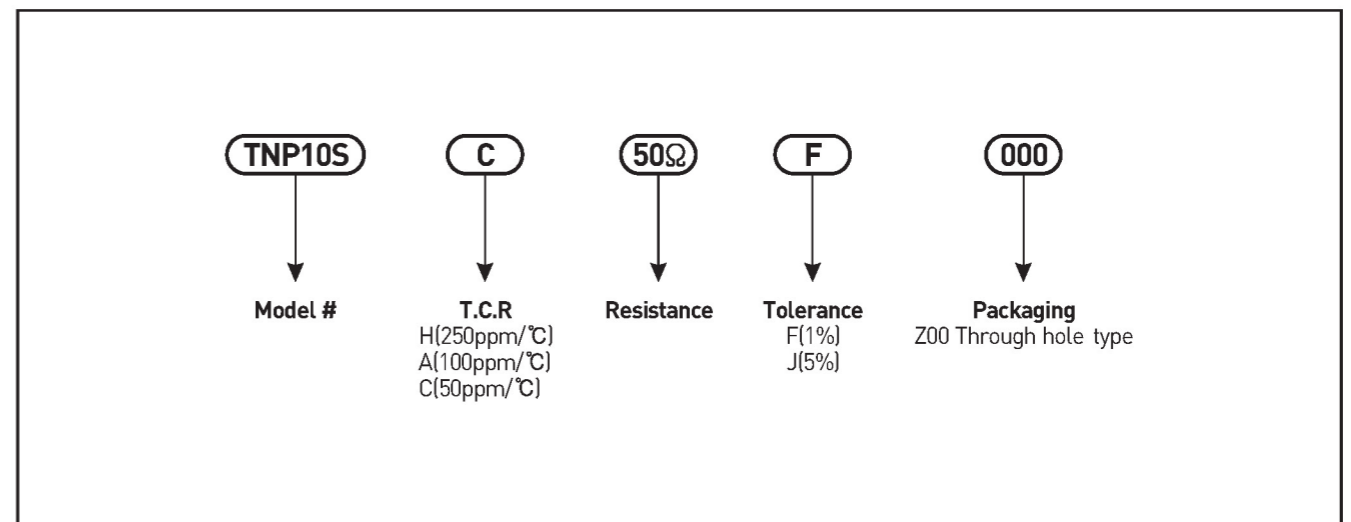 TNP10S C 50Ω F 000
Model # T.C.R Resistance Tolerance Packaging
H(250ppm/℃) F(1%) Z00 Through hole type
A(100ppm/℃) J(5%)
C(50ppm/℃)